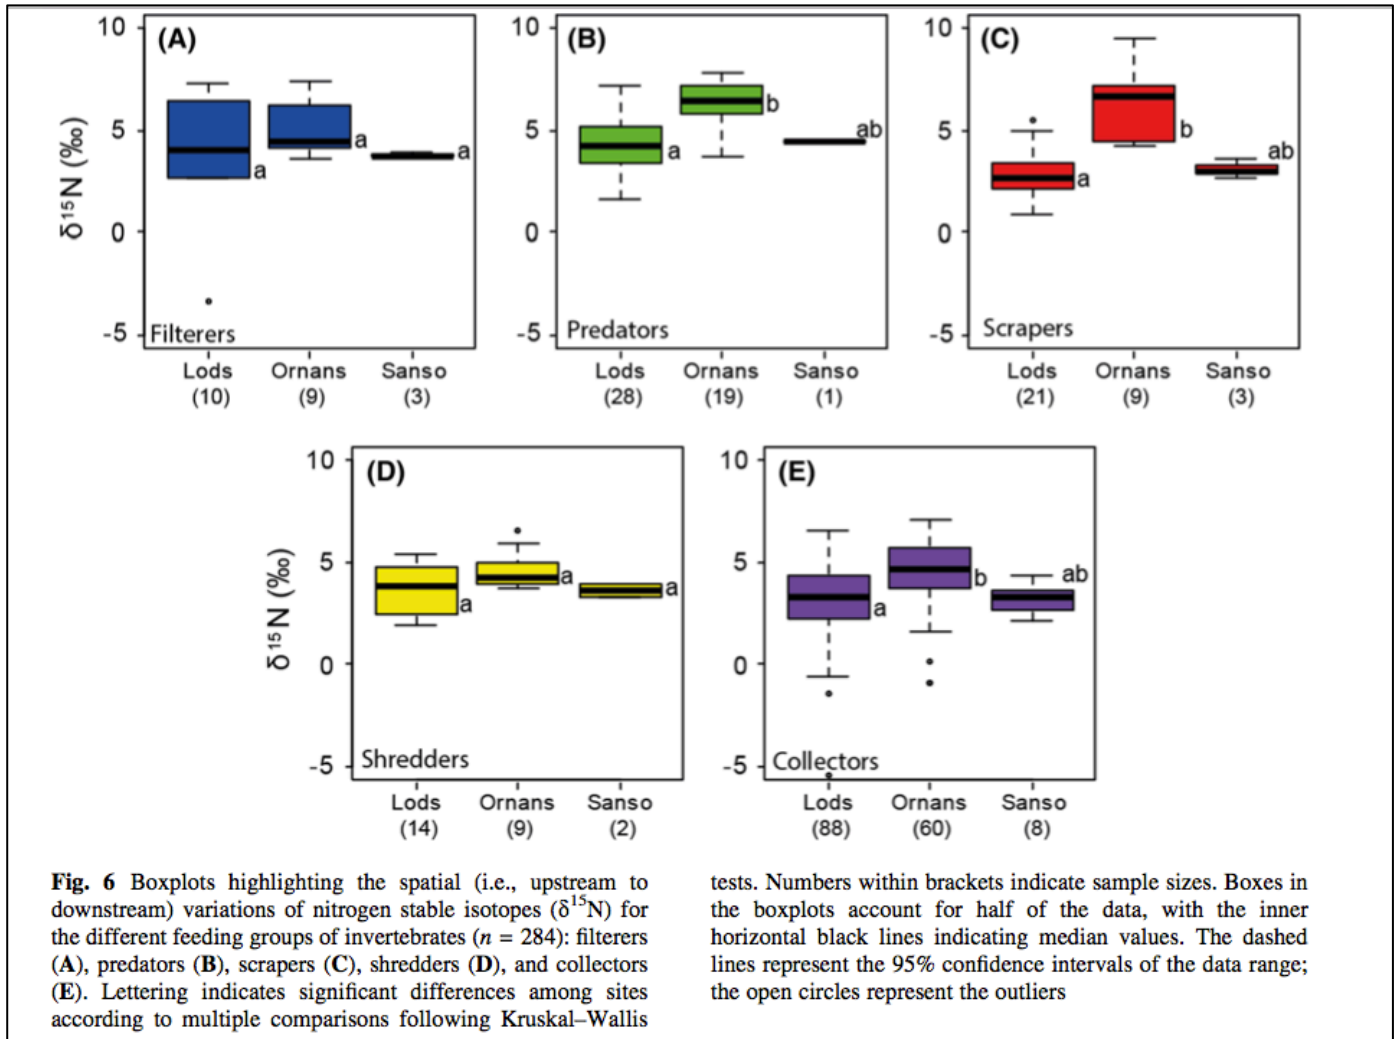 (A)
(B)
(C)
10
5
0
-5
δ15N (‰)
a
a
a
Filterers
Lods
Ornans
Sanso
(10)
(9)
(3)
10
5
0
-5
a
b
ab
Predators
Lods
Ornans
Sanso
(28)
(19)
(1)
10
5
0
-5
a
b
ab
Scrapers
Lods
Ornans
Sanso
(21)
(9)
(3)
(D)
(E)
10
5
0
-5
δ15N (‰)
a
a
a
Shredders
Lods
Ornans
Sanso
(14)
(9)
(2)
10
5
0
-5
a
b
ab
Collectors
Lods
Ornans
Sanso
(88)
(60)
(8)
Fig. 6 Boxplots highlighting the spatial (i.e., upstream to
downstream) variations of nitrogen stable isotopes (δ15N) for
the different feeding groups of invertebrates (n = 284): filterers
(A), predators (B), scrapers (C), shredders (D), and collectors
(E). Lettering indicates significant differences among sites
according to multiple comparisons following Kruskal–Wallis
tests. Numbers within brackets indicate sample sizes. Boxes in
the boxplots account for half of the data, with the inner
horizontal black lines indicating median values. The dashed
lines represent the 95% confidence intervals of the data range;
the open circles represent the outliers